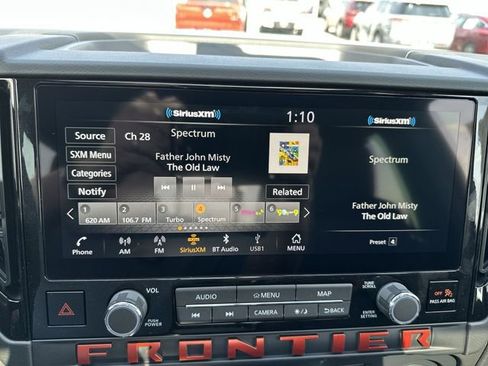 SiriusXM
1:10
SiriusXM
Source
Ch 28
Spectrum
SXM Menu
Father John Misty
The Old Law
Categories
Notify
Related
Spectrum
Father John Misty
The Old Law
Preset 4
1 620 AM
2 106.7 FM
3 Turbo
4 Spectrum
5
6
Phone
AM
FM
SiriusXM
BT Audio
USB1
MENU
VOL
PUSH POWER
AUDIO
MENU
MAP
CAMERA
BACK
TUNE SCROLL
ENTER SETTING
OFF
PASS AIR BAG
FRONTIER